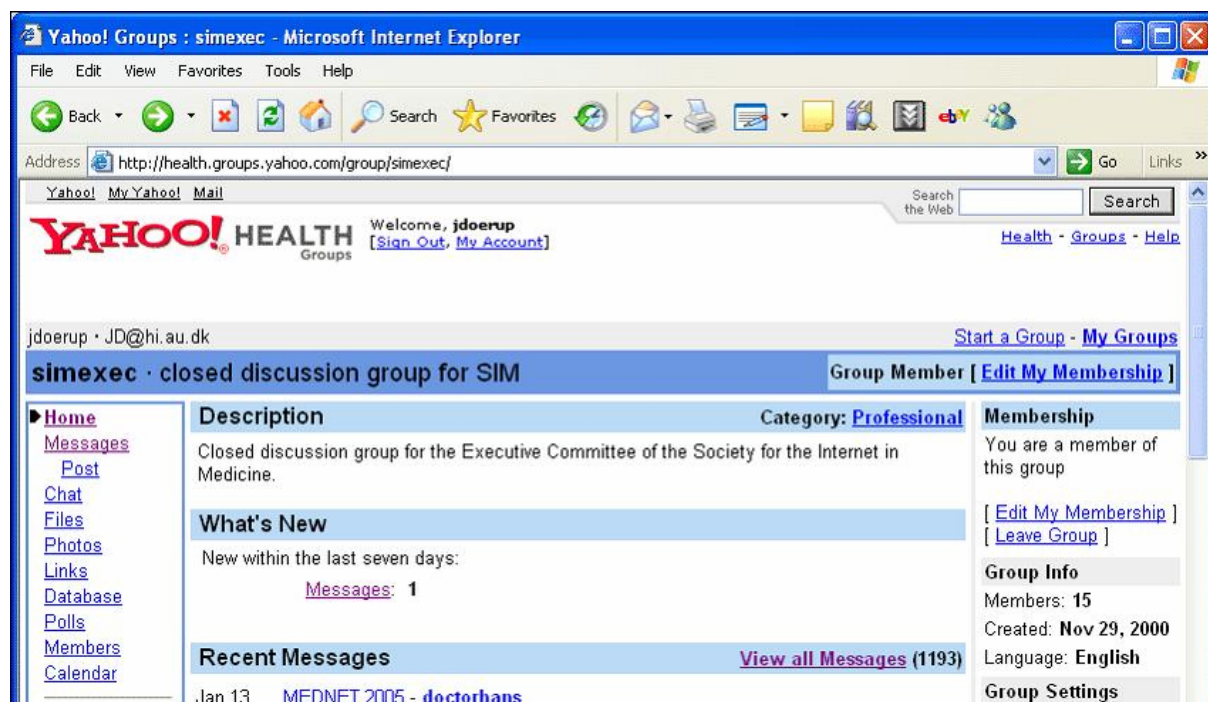 Yahoo! Groups : simexec - Microsoft Internet Explorer
File Edit View Favorites Tools Help
Back Search Favorites ebY
Address http://health.groups.yahoo.com/group/simexec/ Go Links »
Yahoo! My Yahoo! Mail
Search the Web Search
YAHOO! HEALTH Groups
Welcome, jdoerup
[Sign Out, My Account]
Health - Groups - Help
jdoerup · JD@hi.au.dk Start a Group - My Groups
simexec · closed discussion group for SIM Group Member [ Edit My Membership ]
Home
Messages
Post
Chat
Files
Photos
Links
Database
Polls
Members
Calendar
Description Category: Professional
Closed discussion group for the Executive Committee of the Society for the Internet in
Medicine.
What's New
New within the last seven days:
Messages: 1
Recent Messages View all Messages (1193)
Jan 13 MEDNET 2005 - doctorhans
Membership
You are a member of
this group
[ Edit My Membership ]
[ Leave Group ]
Group Info
Members: 15
Created: Nov 29, 2000
Language: English
Group Settings